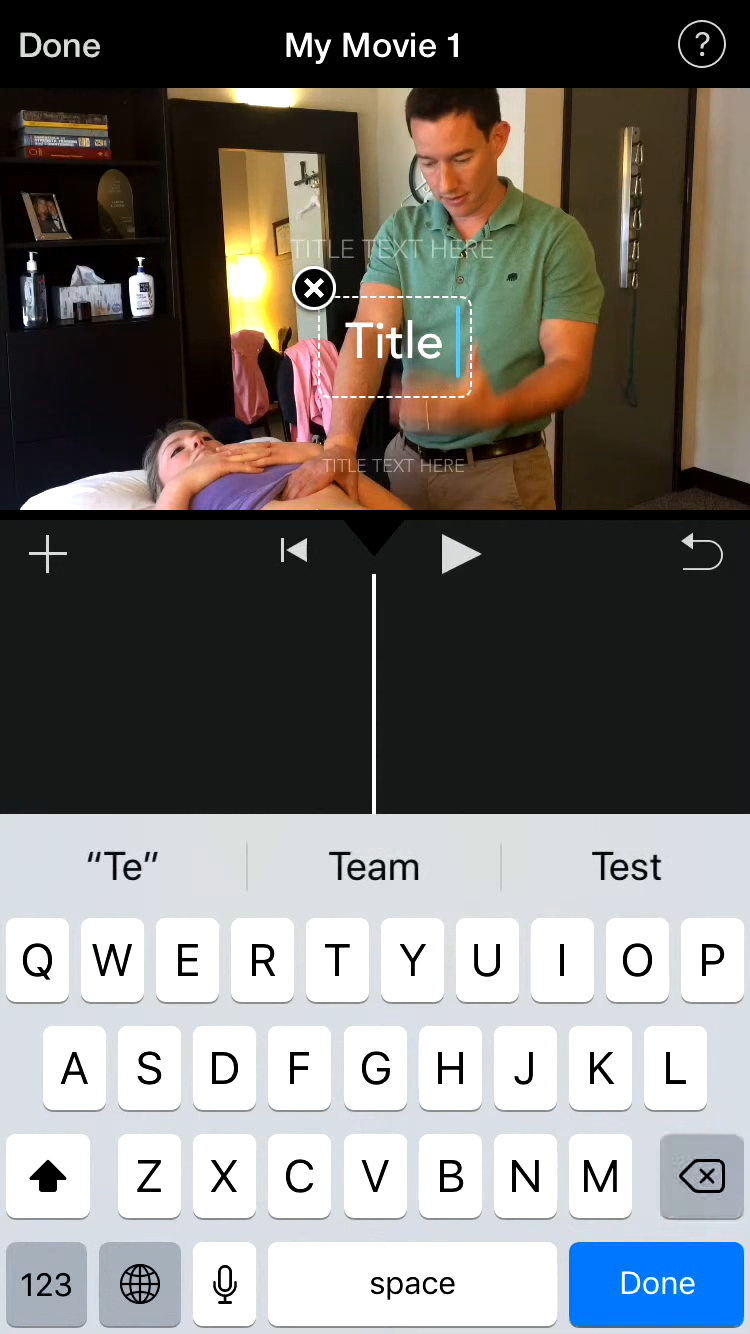 Done My Movie 1 ?
TITLE TEXT HERE
Title
TITLE TEXT HERE
“Te” Team Test
Q W E R T Y U I O P
A S D F G H J K L
Z X C V B N M
123 space Done